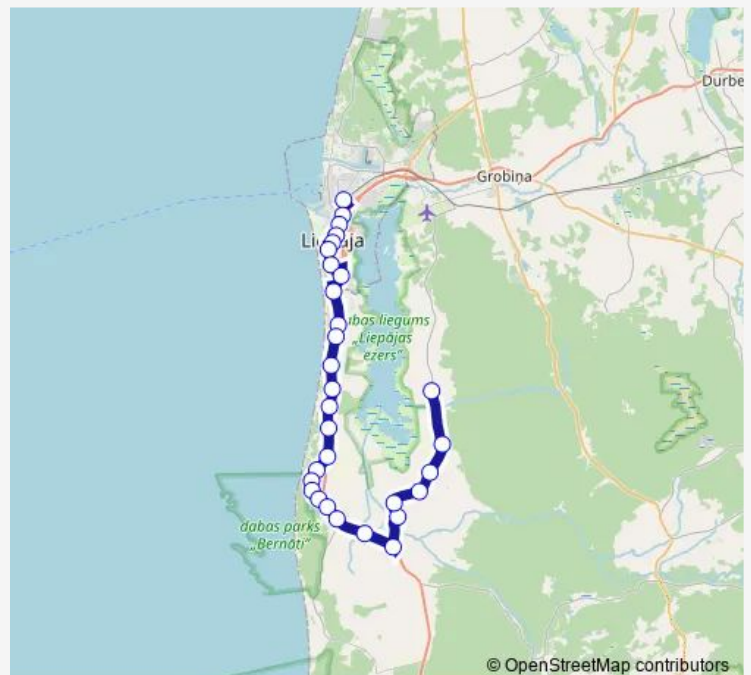 Durbe
Grobiņa
Liepāja
dabas liegums
„Liepājas
ezers"
dabas parks
„Bernāti"
© OpenStreetMap contributors